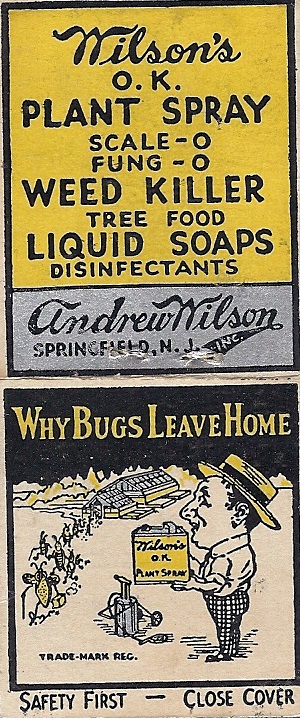 Wilson's
O.K.
PLANT SPRAY
SCALE-O
FUNG-O
WEED KILLER
TREE FOOD
LIQUID SOAPS
DISINFECTANTS
Andrew Wilson
SPRINGFIELD, N. J. INC.
WHY BUGS LEAVE HOME
Wilson's
O.K.
PLANT SPRAY
TRADE-MARK REG.
SAFETY FIRST — CLOSE COVER